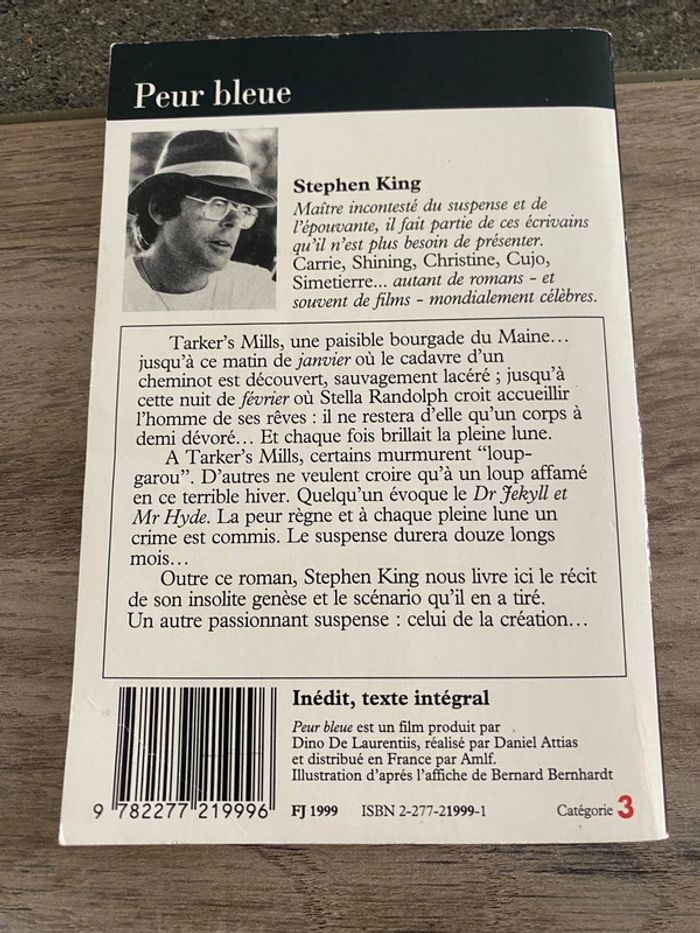 Peur bleue
Stephen King
Maître incontesté du suspense et de
l'épouvante, il fait partie de ces écrivains
qu'il n'est plus besoin de présenter.
Carrie, Shining, Christine, Cujo,
Simetierre... autant de romans - et
souvent de films - mondialement célèbres.
Tarker's Mills, une paisible bourgade du Maine...
jusqu'à ce matin de janvier où le cadavre d'un
cheminot est découvert, sauvagement lacéré ; jusqu'à
cette nuit de février où Stella Randolph croit accueillir
l'homme de ses rêves : il ne restera d'elle qu'un corps à
demi dévoré... Et chaque fois brillait la pleine lune.
A Tarker's Mills, certains murmurent "loup-
garou". D'autres ne veulent croire qu'à un loup affamé
en ce terrible hiver. Quelqu'un évoque le Dr Jekyll et
Mr Hyde. La peur règne et à chaque pleine lune un
crime est commis. Le suspense durera douze longs
mois...
Outre ce roman, Stephen King nous livre ici le récit
de son insolite genèse et le scénario qu'il en a tiré.
Un autre passionnant suspense : celui de la création...
Inédit, texte intégral
Peur bleue est un film produit par
Dino De Laurentiis, réalisé par Daniel Attias
et distribué en France par Amlf.
Illustration d'aprés l'affiche de Bernard Bernhardt
9 782277 219996
FJ 1999 ISBN 2-277-21999-1 Catégorie 3